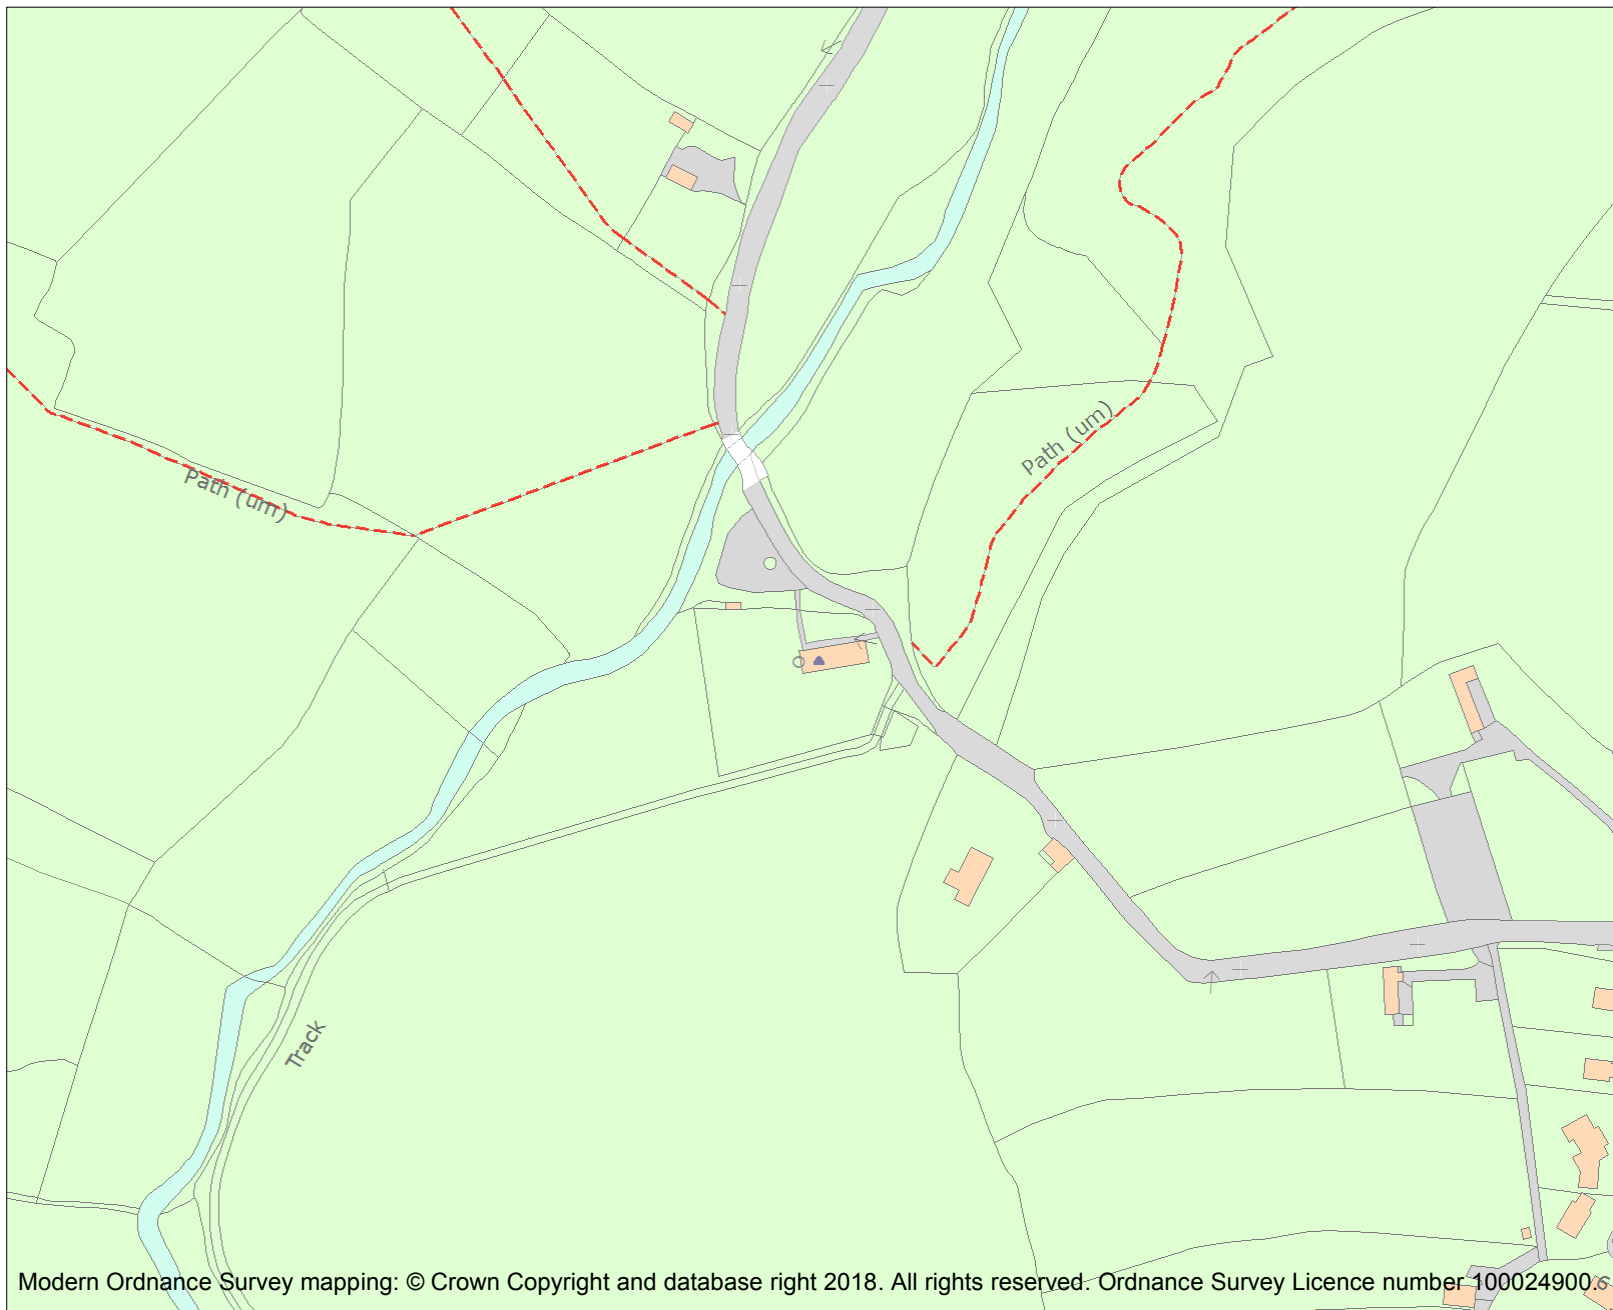 Path (um)
Path (um)
Track
Modern Ordnance Survey mapping: © Crown Copyright and database right 2018. All rights reserved. Ordnance Survey Licence number 100024900.